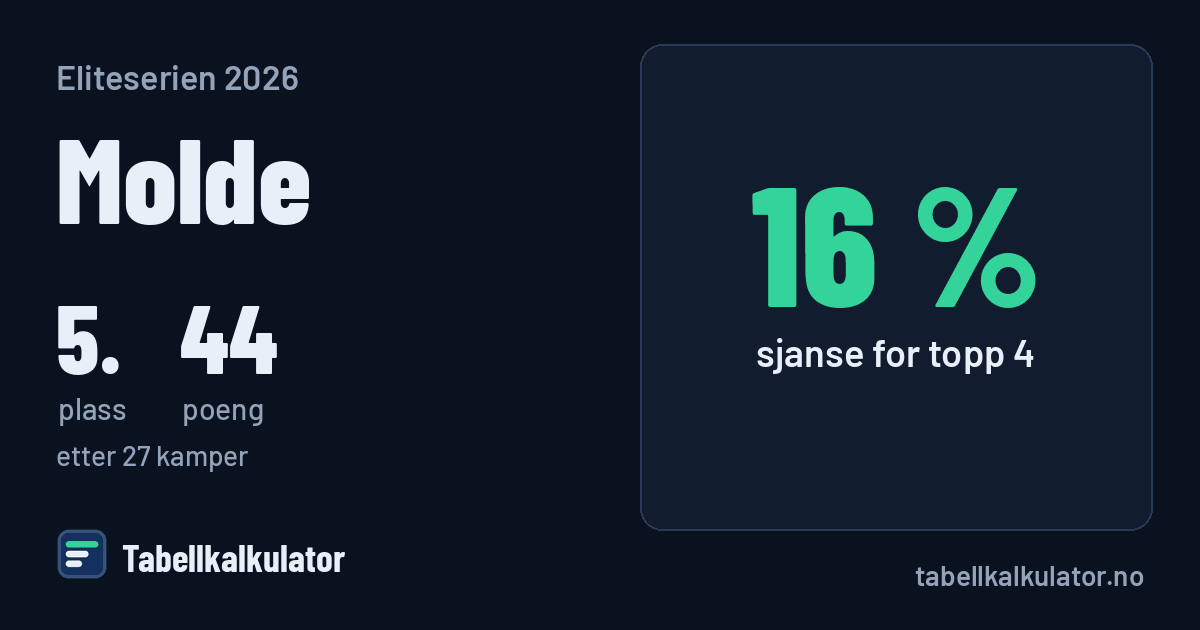 Eliteserien 2026
Molde
5. 44
plass poeng
etter 27 kamper
Tabellkalkulator
16 %
sjanse for topp 4
tabellkalkulator.no